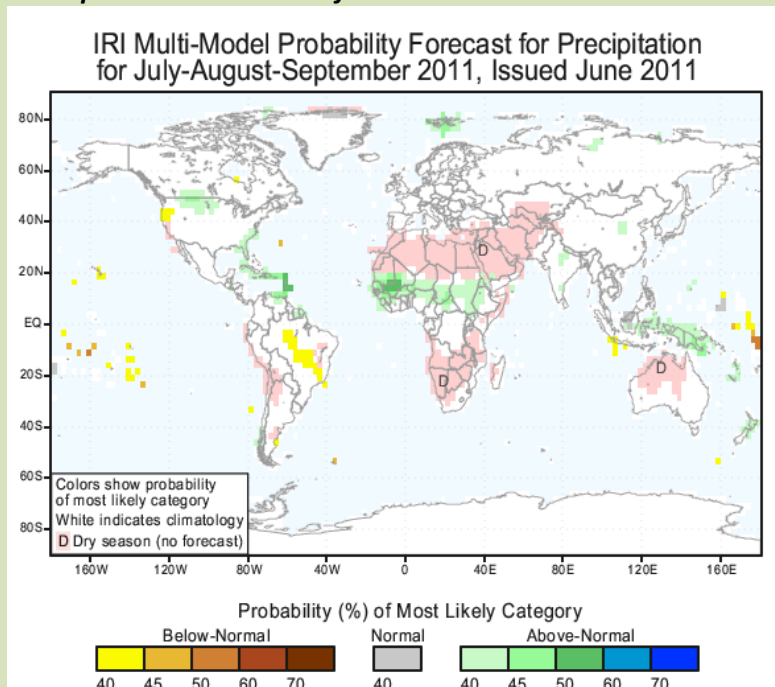 IRI Multi-Model Probability Forecast for Precipitation
for July-August-September 2011, Issued June 2011
80N
60N
40N
20N
EQ
20S
40S
60S
80S
D
D
D
Colors show probability
of most likely category
White indicates climatology
D Dry season (no forecast)
160W 120W 80W 40W 0 40E 80E 120E 160E
Probability (%) of Most Likely Category
Below-Normal Normal Above-Normal
40 45 50 60 70 40 40 45 50 60 70